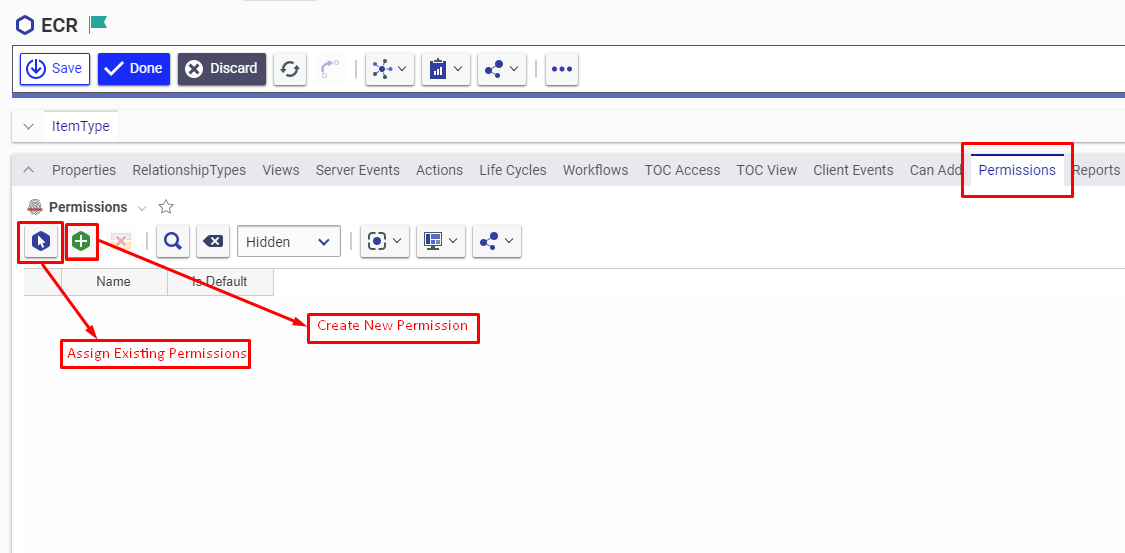 ECR
Save Done Discard
ItemType
Properties RelationshipTypes Views Server Events Actions Life Cycles Workflows TOC Access TOC View Client Events Can Add Permissions Reports
Permissions
Hidden
Name Is Default
Create New Permission
Assign Existing Permissions